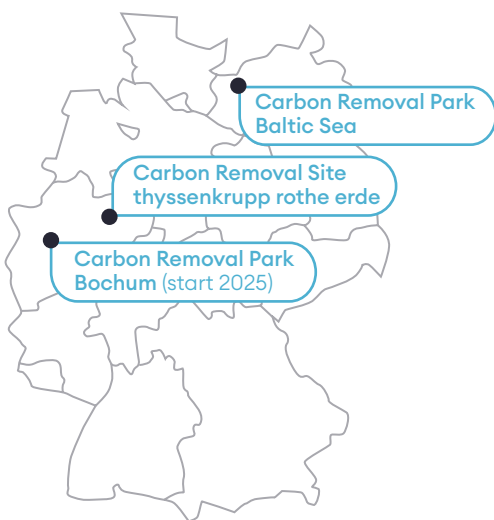 Carbon Removal Park
Baltic Sea
Carbon Removal Site
thyssenkrupp rothe erde
Carbon Removal Park
Bochum (start 2025)